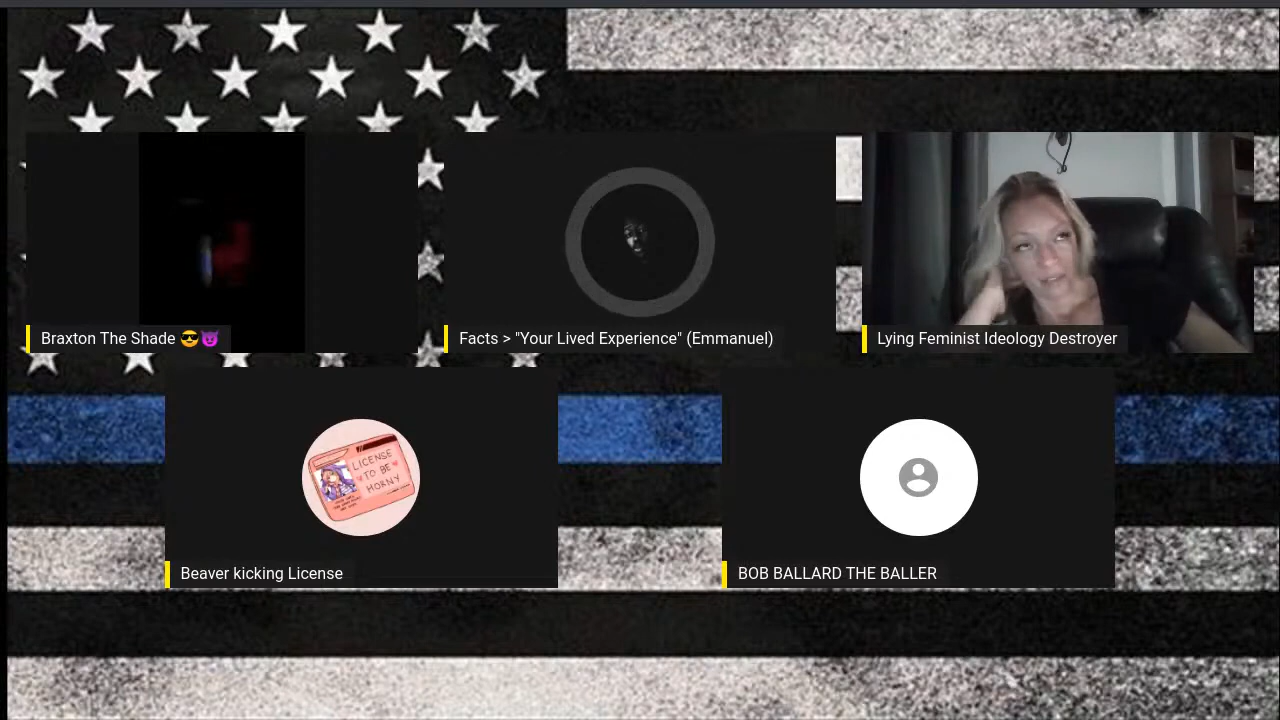 Braxton The Shade 😎😈
Facts > "Your Lived Experience" (Emmanuel)
Lying Feminist Ideology Destroyer
LICENSE
TO BE
HORNY
Beaver kicking License
BOB BALLARD THE BALLER